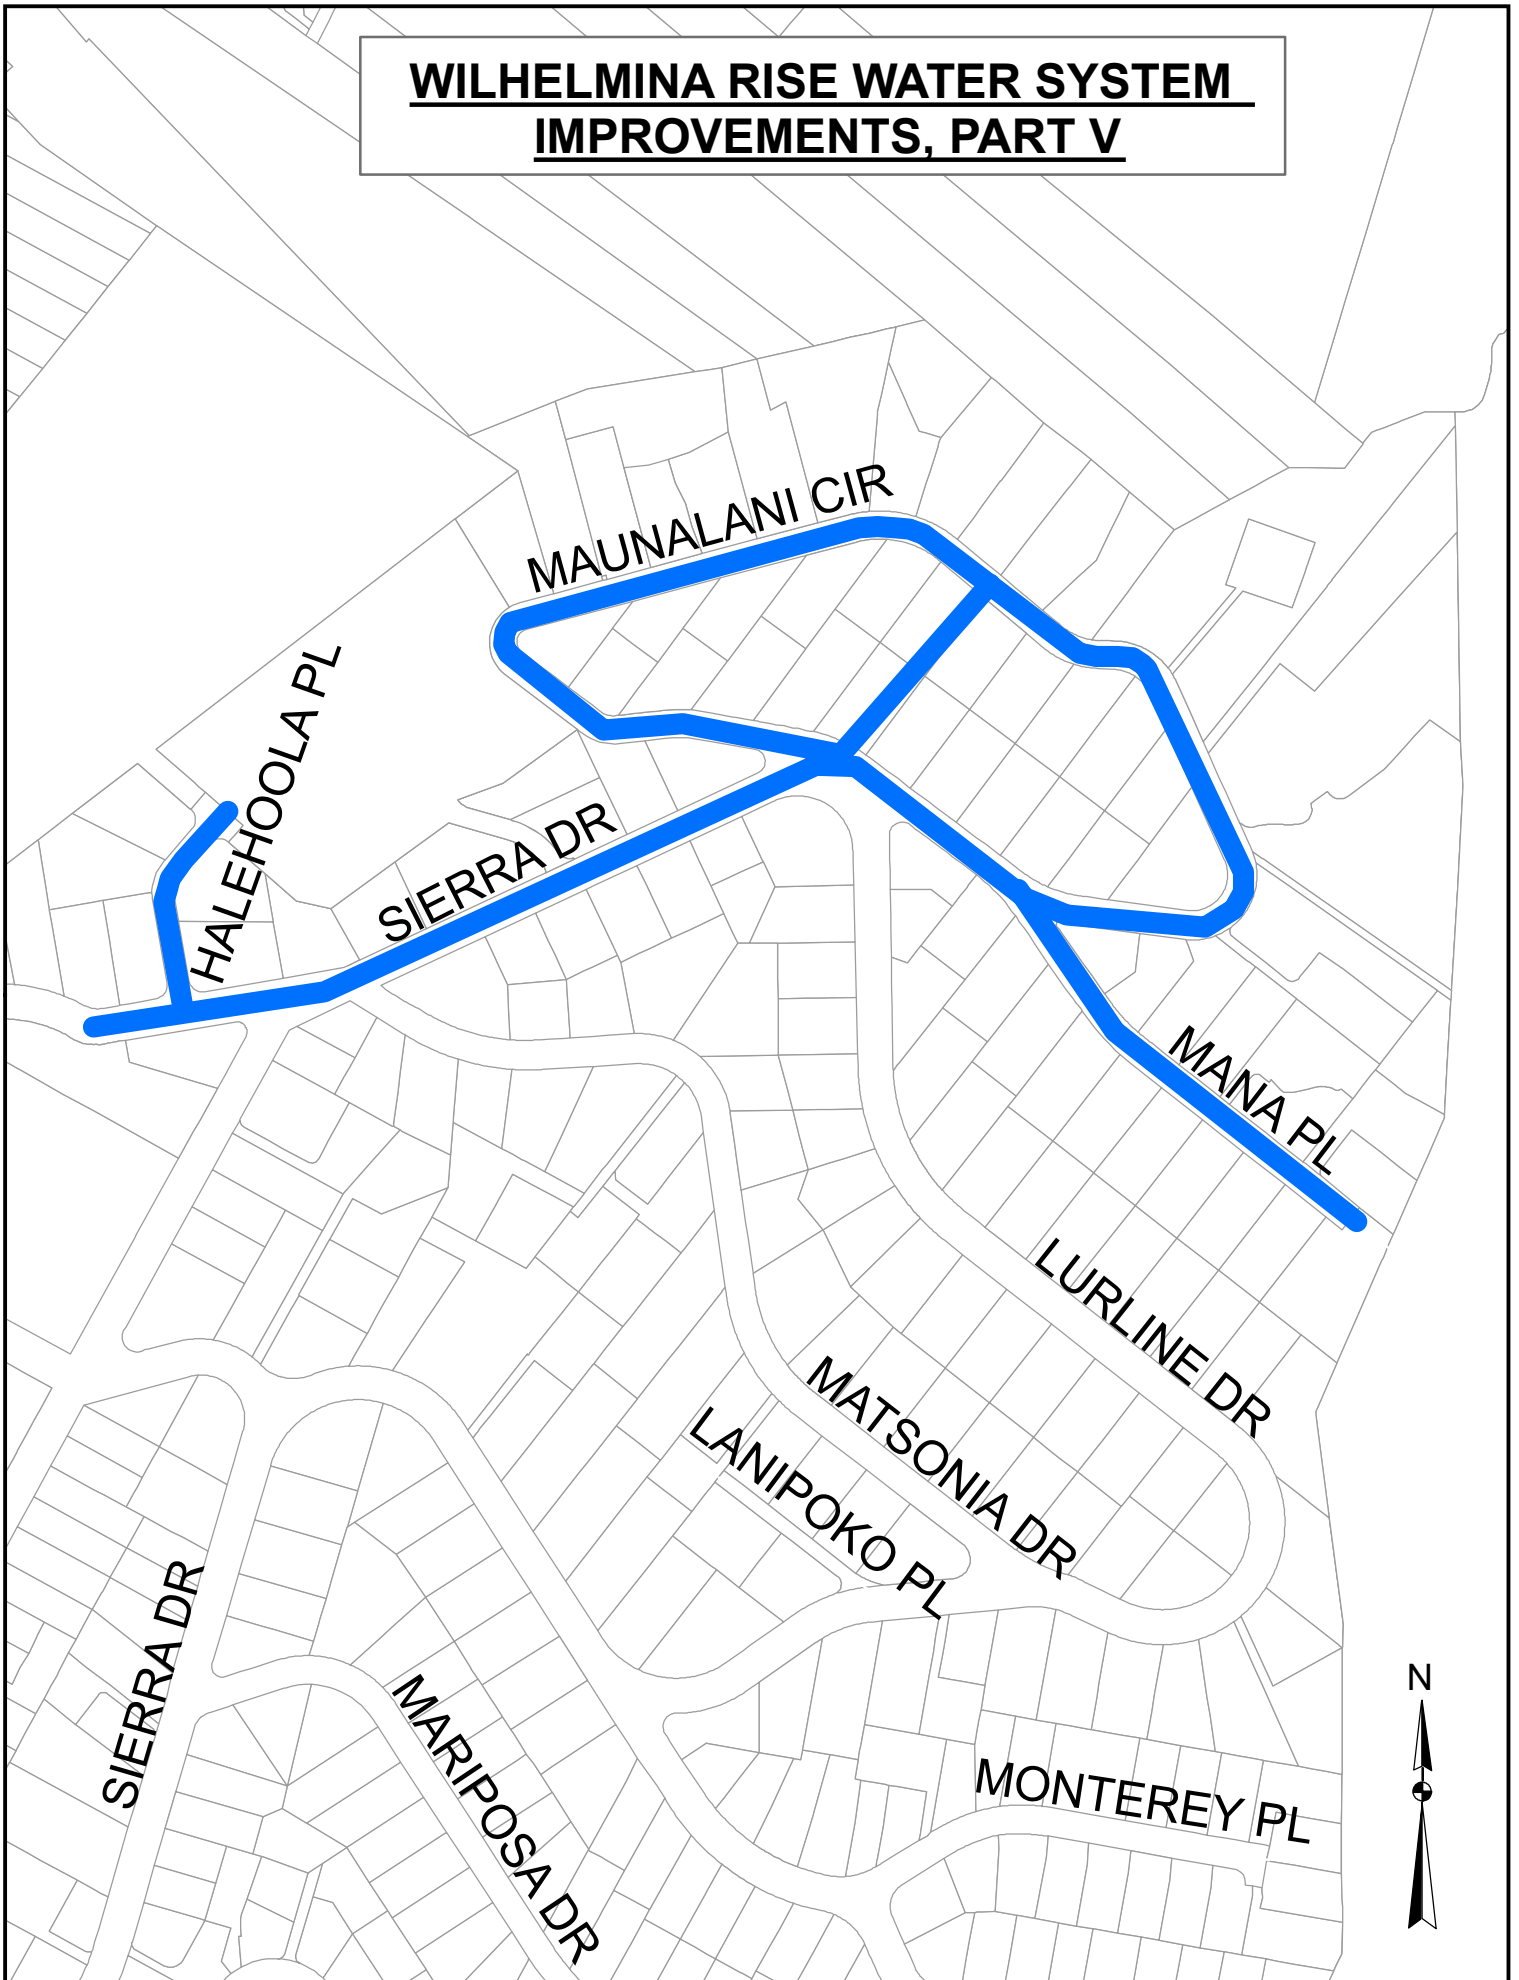 WILHELMINA RISE WATER SYSTEM
IMPROVEMENTS, PART V
MAUNALANI CIR
HALEHOOLA PL
SIERRA DR
MANA PL
LURLINE DR
MATSONIA DR
LANIPOKO PL
SIERRA DR
MARIPOSA DR
MONTEREY PL
N